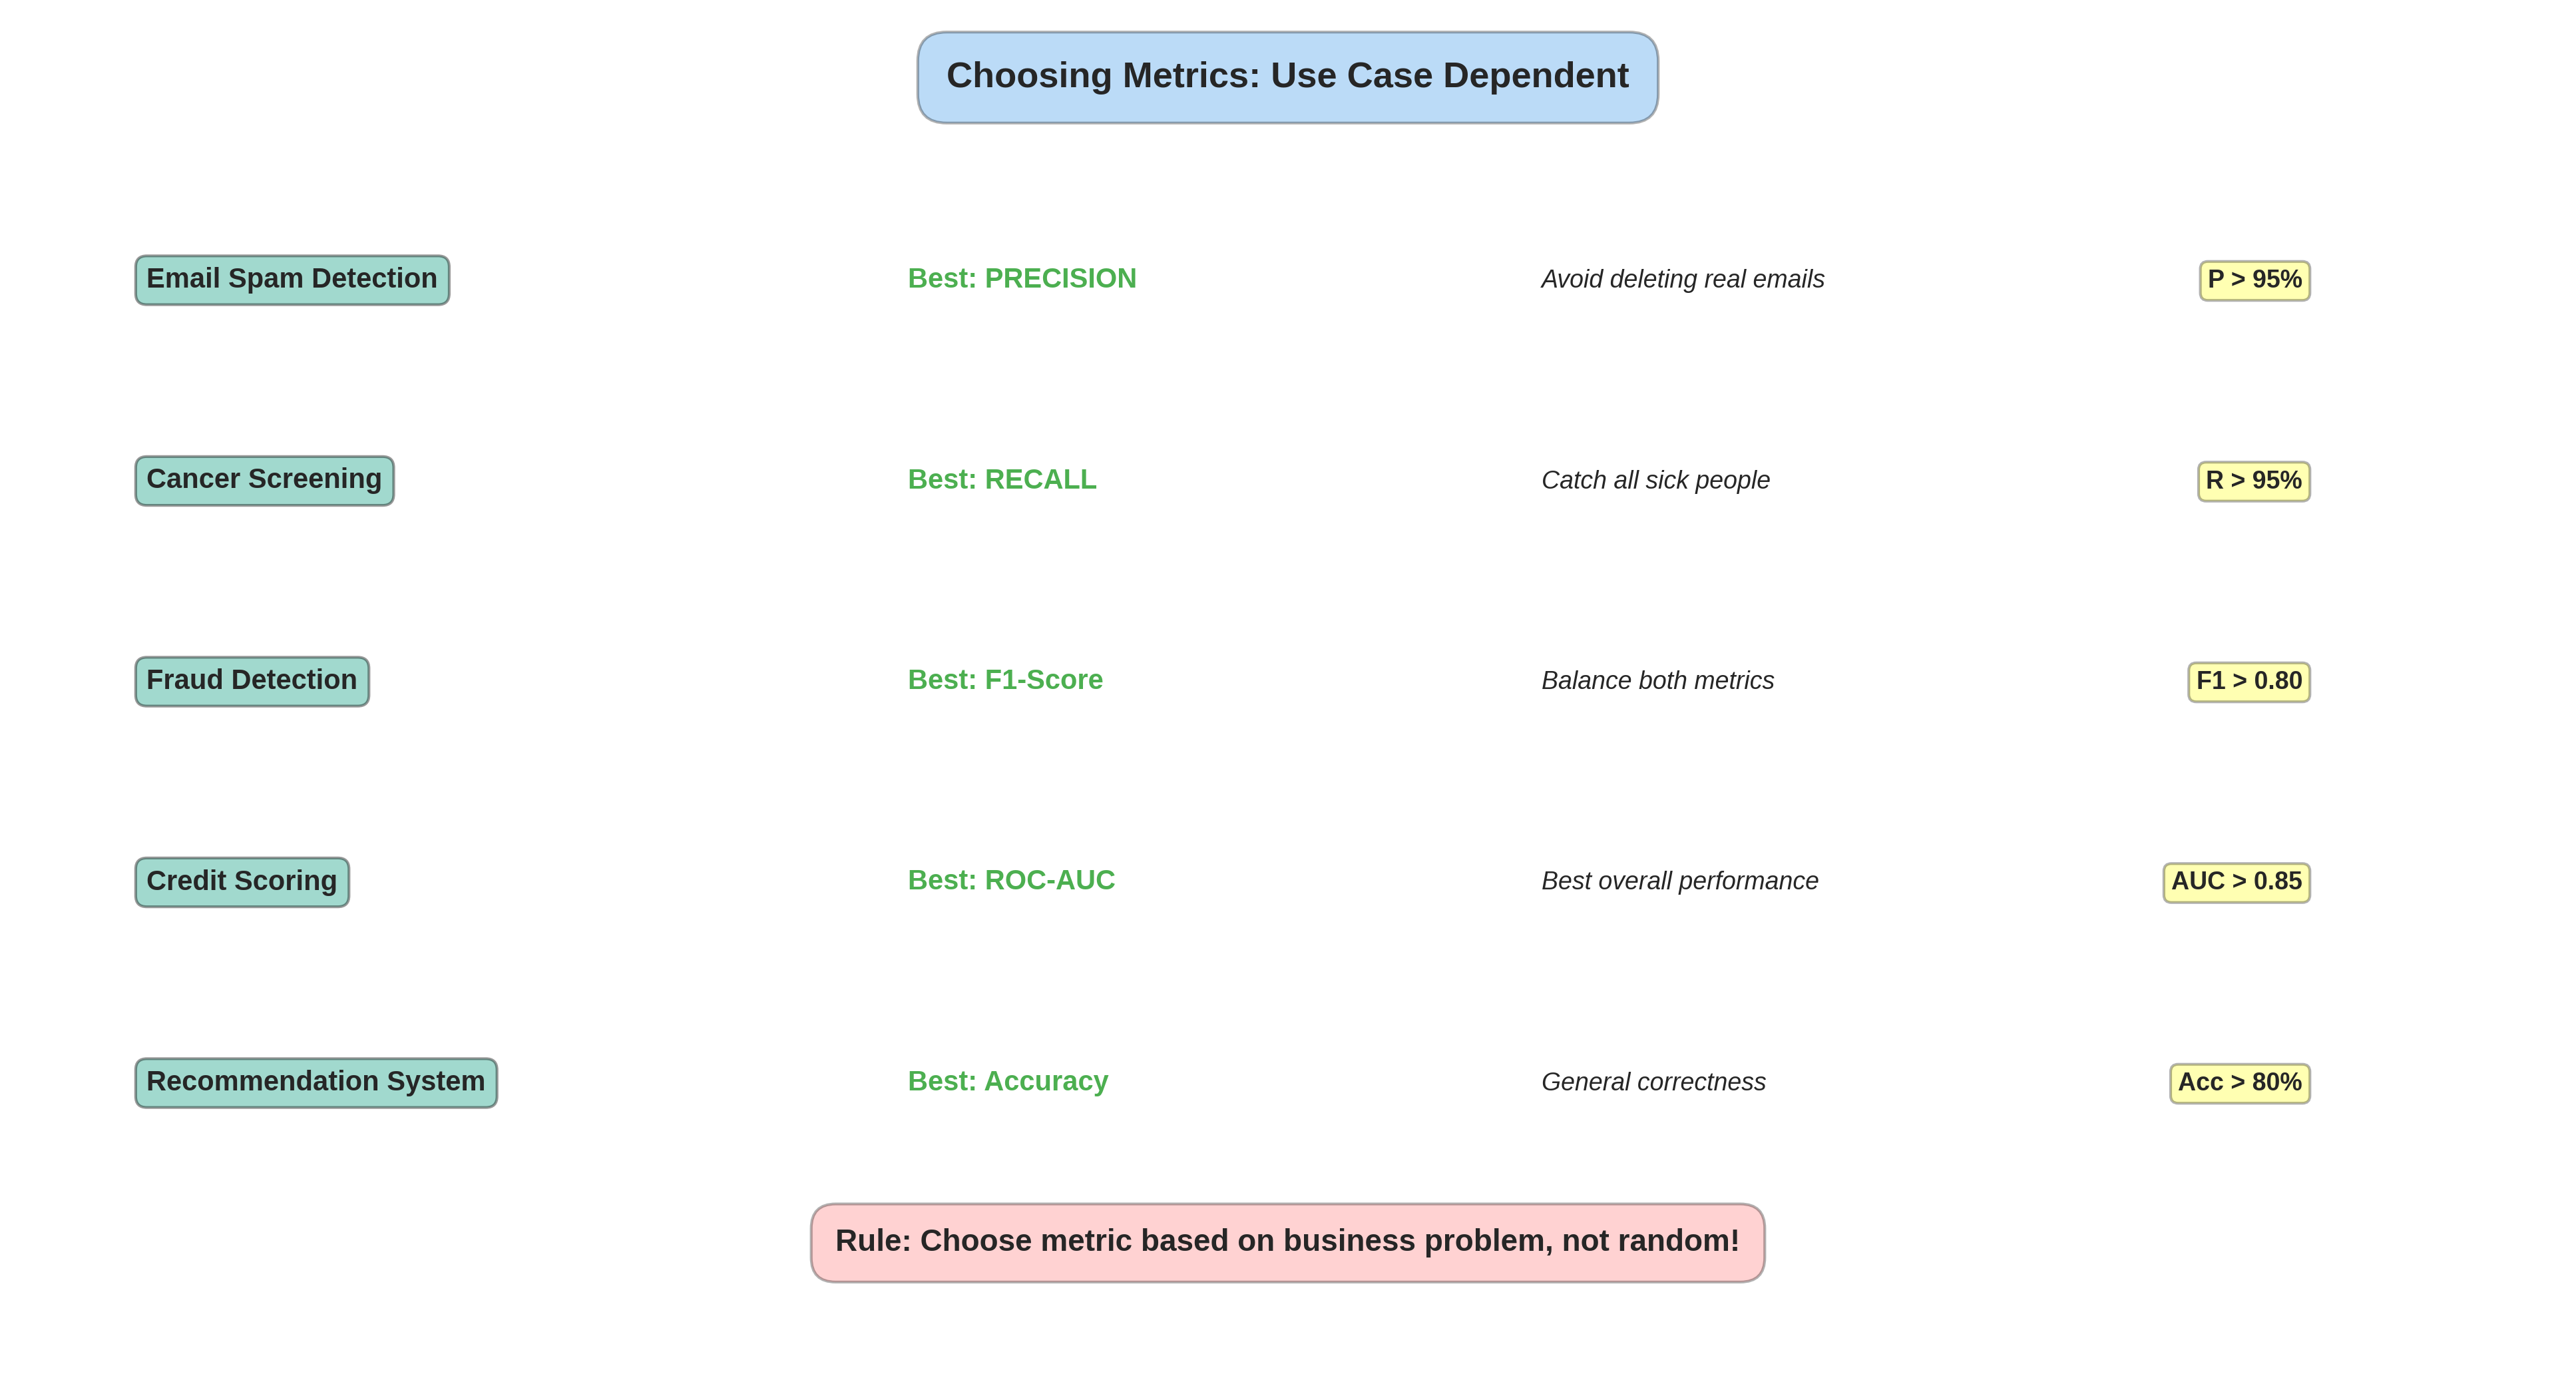 Choosing Metrics: Use Case Dependent
Email Spam Detection Best: PRECISION Avoid deleting real emails P > 95%
Cancer Screening Best: RECALL Catch all sick people R > 95%
Fraud Detection Best: F1-Score Balance both metrics F1 > 0.80
Credit Scoring Best: ROC-AUC Best overall performance AUC > 0.85
Recommendation System Best: Accuracy General correctness Acc > 80%
Rule: Choose metric based on business problem, not random!